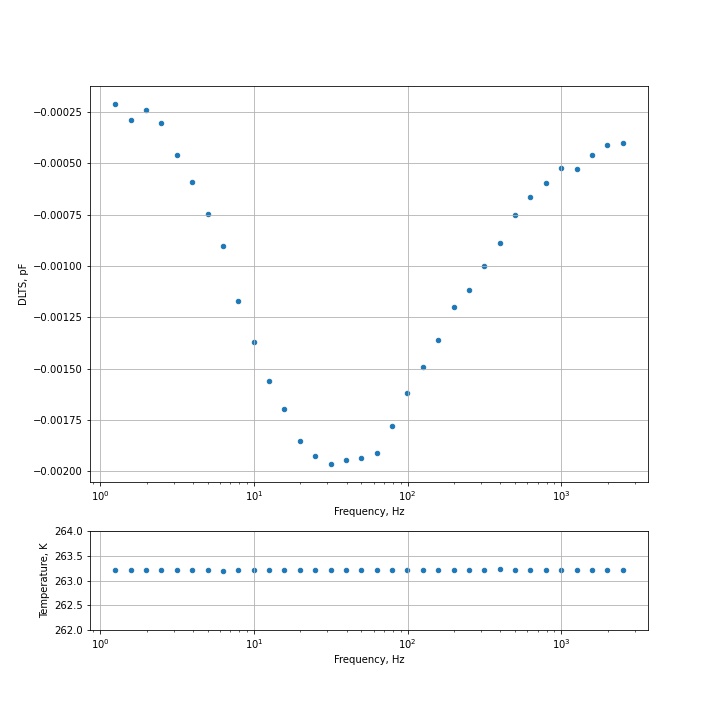 −0.00025
−0.00050
−0.00075
−0.00100
−0.00125
−0.00150
−0.00175
−0.00200
DLTS, pF
10⁰ 10¹ 10² 10³
Frequency, Hz
264.0
263.5
263.0
262.5
262.0
Temperature, K
10⁰ 10¹ 10² 10³
Frequency, Hz